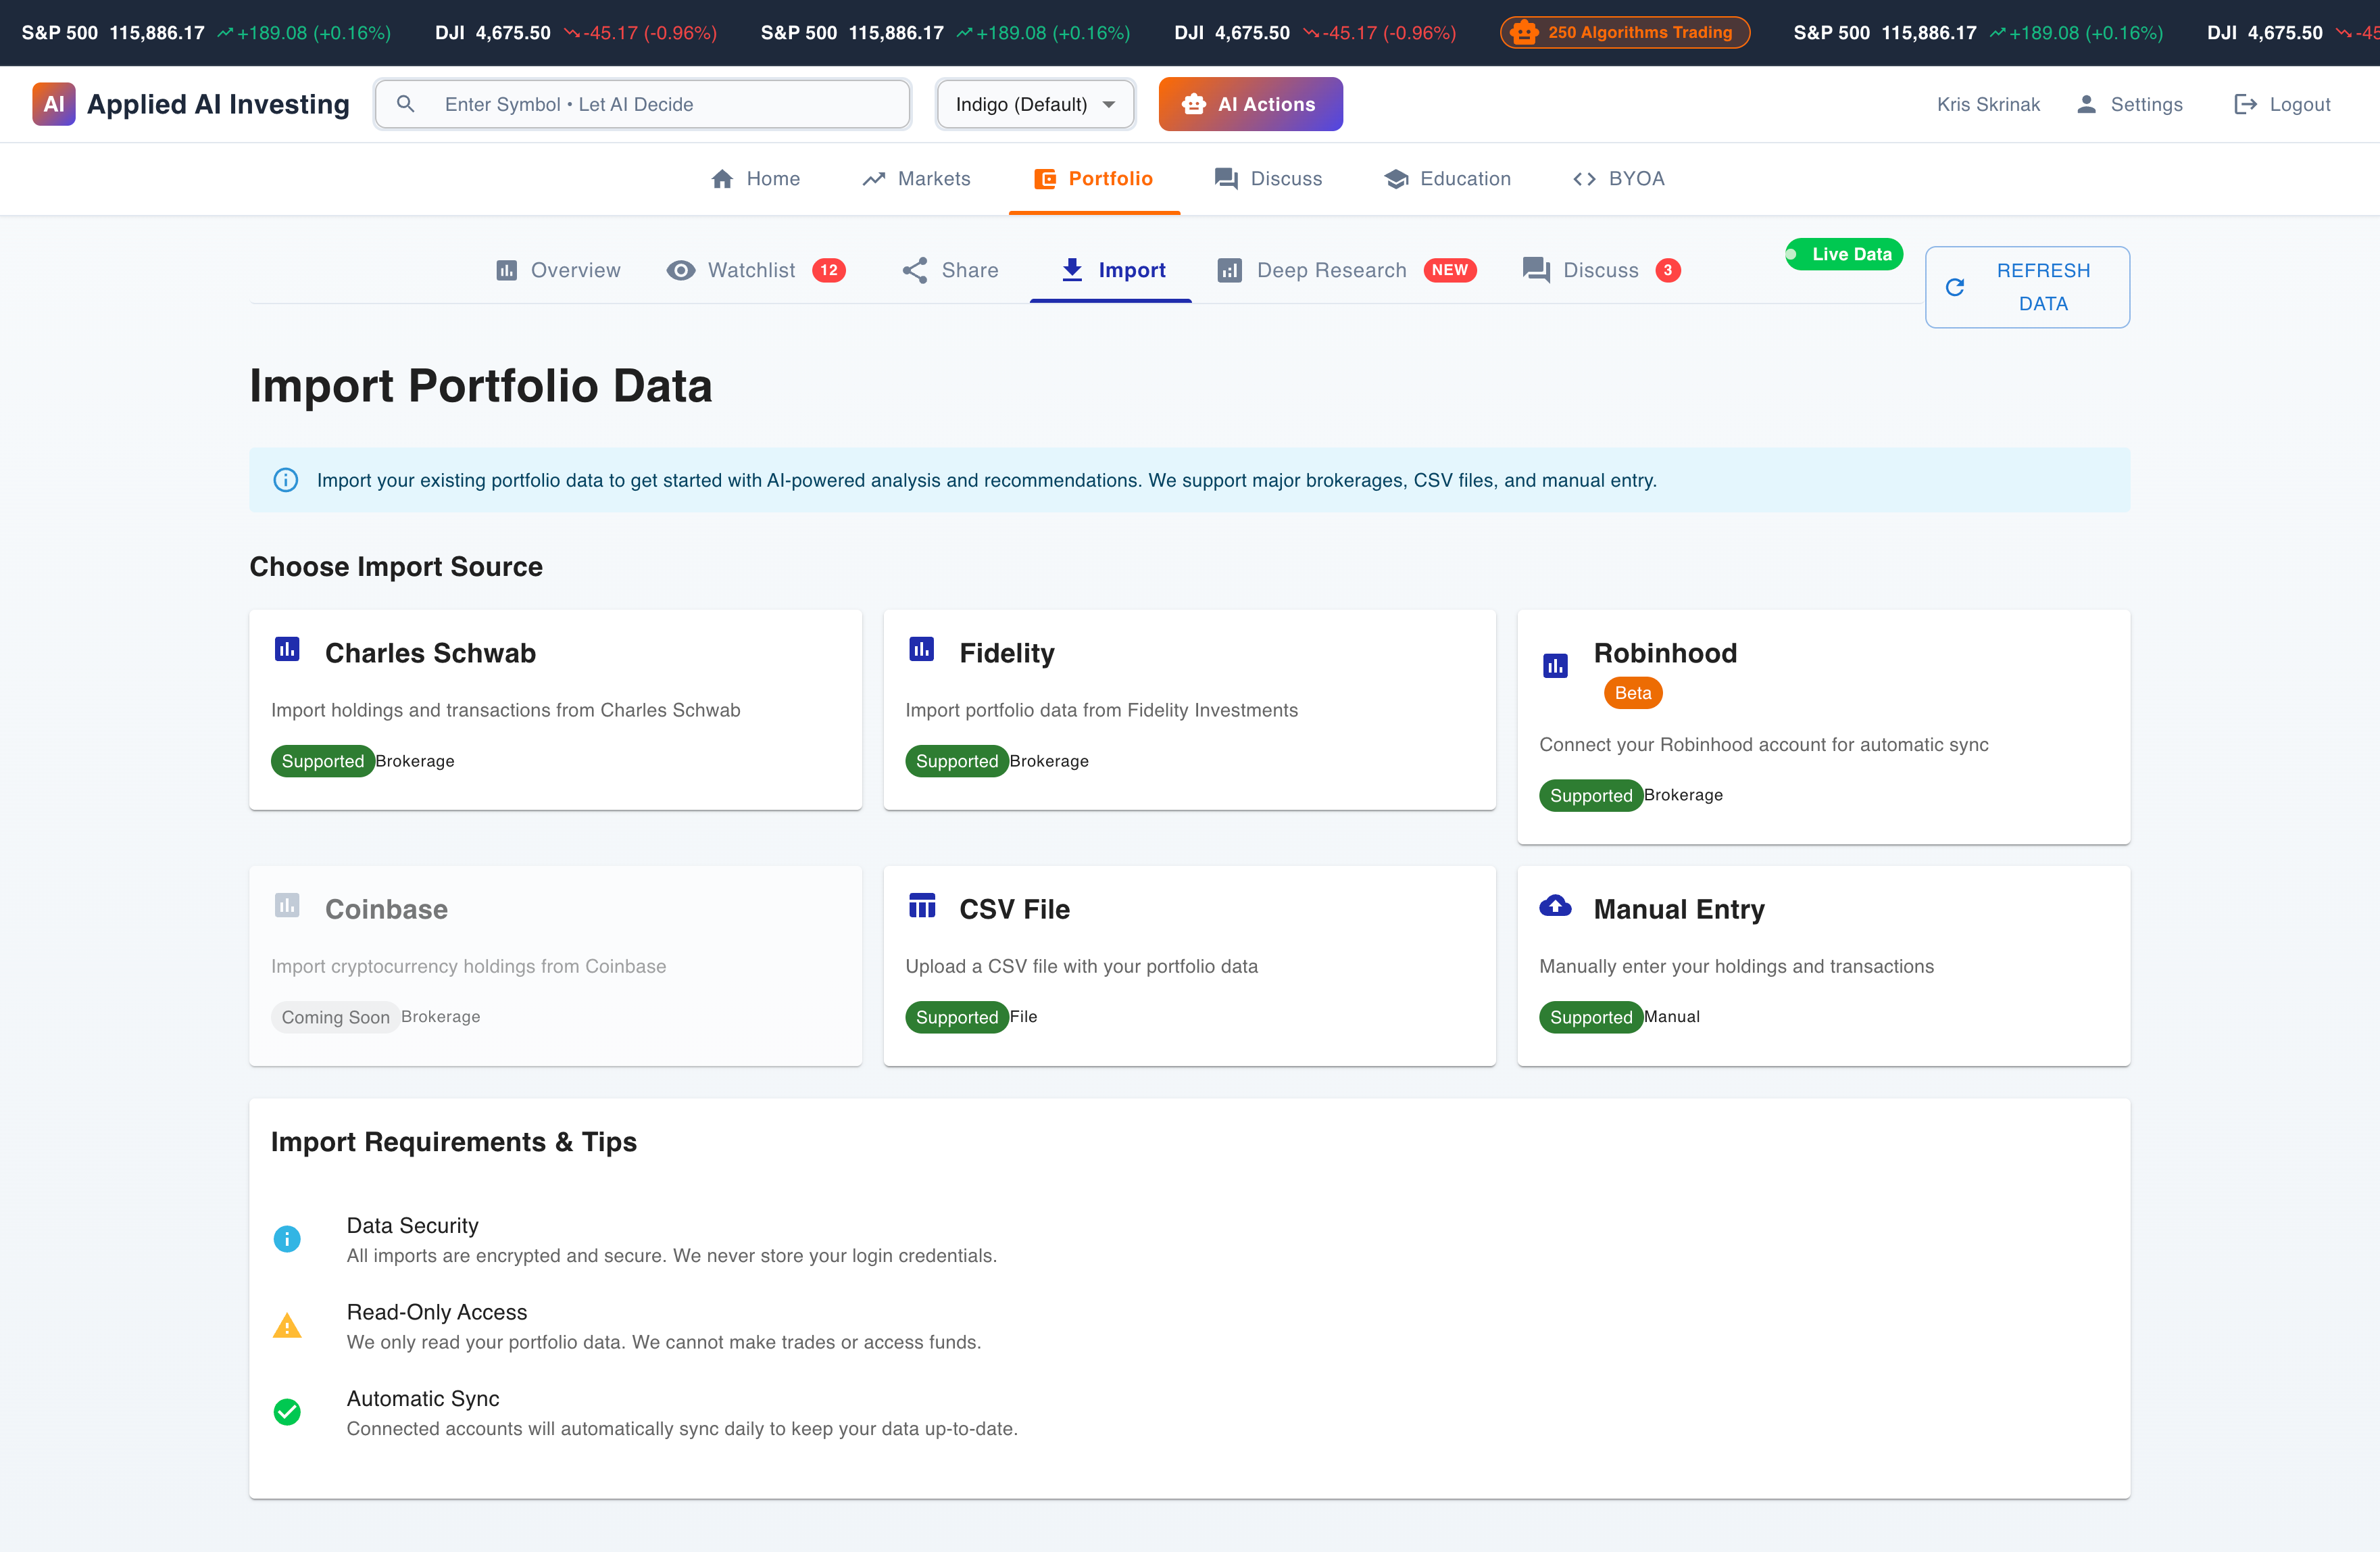 S&P 500 115,886.17 +189.08 (+0.16%) DJI 4,675.50 -45.17 (-0.96%) S&P 500 115,886.17 +189.08 (+0.16%) DJI 4,675.50 -45.17 (-0.96%) 250 Algorithms Trading S&P 500 115,886.17 +189.08 (+0.16%) DJI 4,675.50 -45
AI Applied AI Investing Enter Symbol • Let AI Decide Indigo (Default) AI Actions Kris Skrinak Settings Logout
Home Markets Portfolio Discuss Education BYOA
Overview Watchlist 12 Share Import Deep Research NEW Discuss 3 Live Data REFRESH
DATA
Import Portfolio Data
Import your existing portfolio data to get started with AI-powered analysis and recommendations. We support major brokerages, CSV files, and manual entry.
Choose Import Source
Charles Schwab
Import holdings and transactions from Charles Schwab
Supported Brokerage
Fidelity
Import portfolio data from Fidelity Investments
Supported Brokerage
Robinhood
Beta
Connect your Robinhood account for automatic sync
Supported Brokerage
Coinbase
Import cryptocurrency holdings from Coinbase
Coming Soon Brokerage
CSV File
Upload a CSV file with your portfolio data
Supported File
Manual Entry
Manually enter your holdings and transactions
Supported Manual
Import Requirements & Tips
Data Security
All imports are encrypted and secure. We never store your login credentials.
Read-Only Access
We only read your portfolio data. We cannot make trades or access funds.
Automatic Sync
Connected accounts will automatically sync daily to keep your data up-to-date.